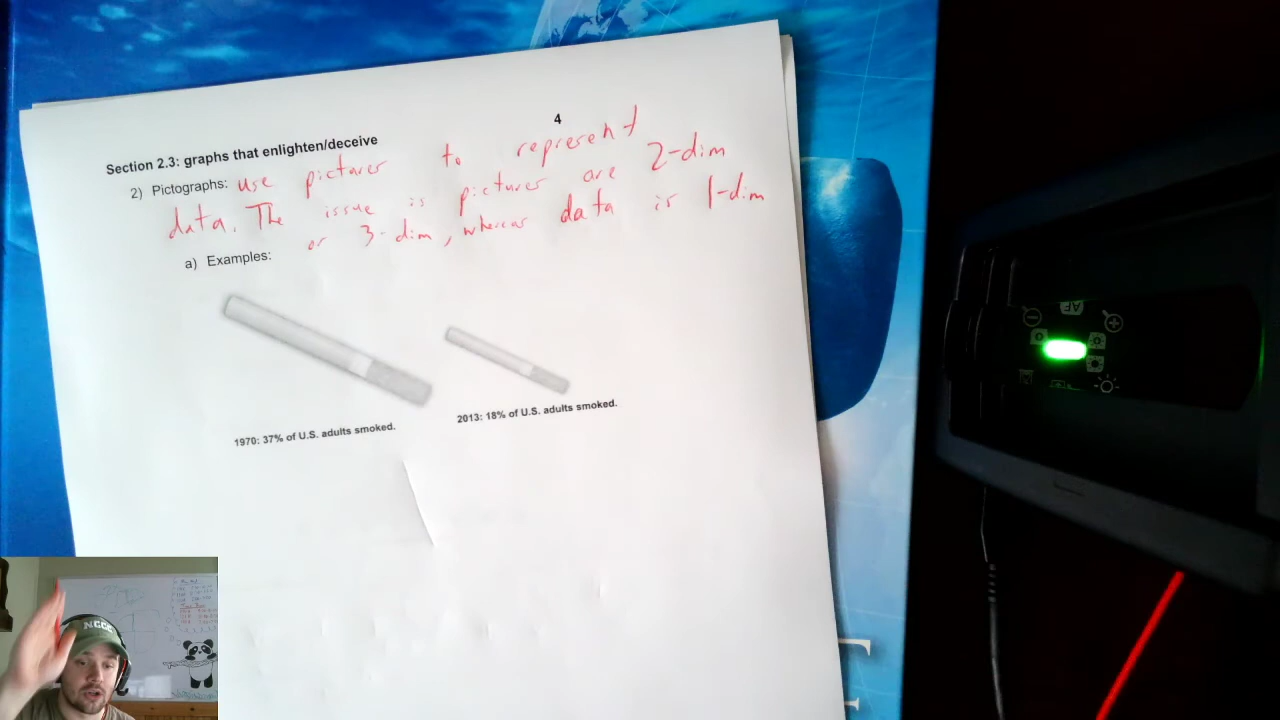 4
Section 2.3: graphs that enlighten/deceive
2) Pictographs: use pictures to represent
data. The issue is pictures are 2-dim
or 3-dim, whereas data is 1-dim
a) Examples:
1970: 37% of U.S. adults smoked.
2013: 18% of U.S. adults smoked.
AF
NCCC